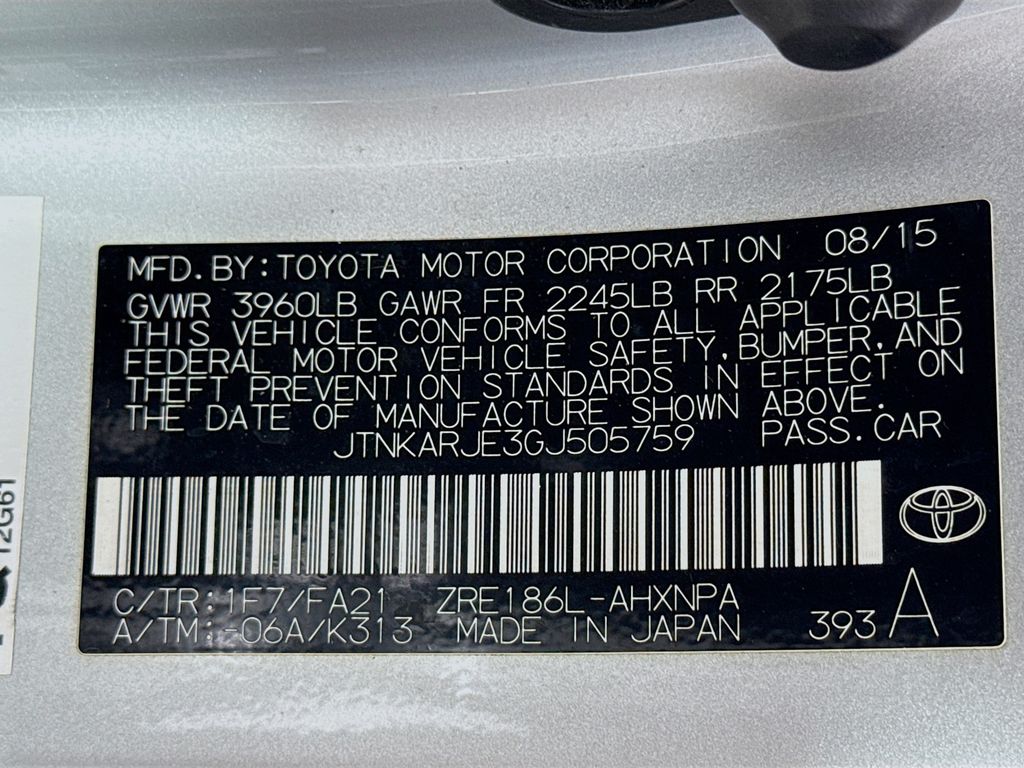 MFD.BY:TOYOTA MOTOR CORPORATION 08/15
GVWR 3960LB GAWR FR 2245LB RR 2175LB
THIS VEHICLE CONFORMS TO ALL APPLICABLE
FEDERAL MOTOR VEHICLE SAFETY,BUMPER,AND
THEFT PREVENTION STANDARDS IN EFFECT ON
THE DATE OF MANUFACTURE SHOWN ABOVE.
JTNKARJE3GJ505759 PASS.CAR
C/TR:1F7/FA21 ZRE186L-AHXNPA
A/TM:-06A/K313 MADE IN JAPAN 393 A
12G61